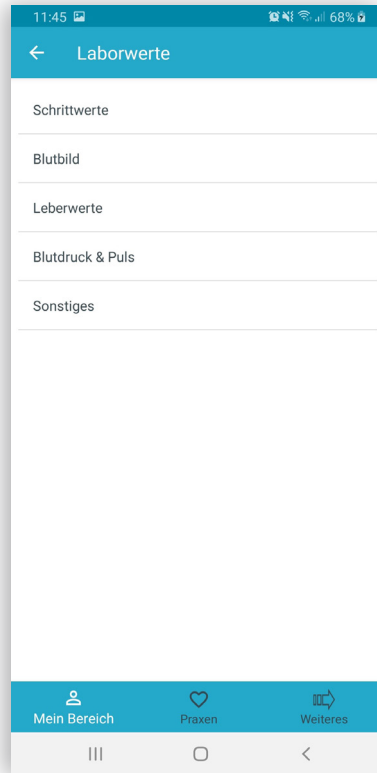 11:45 68%
Laborwerte
Schrittwerte
Blutbild
Leberwerte
Blutdruck & Puls
Sonstiges
Mein Bereich Praxen Weiteres